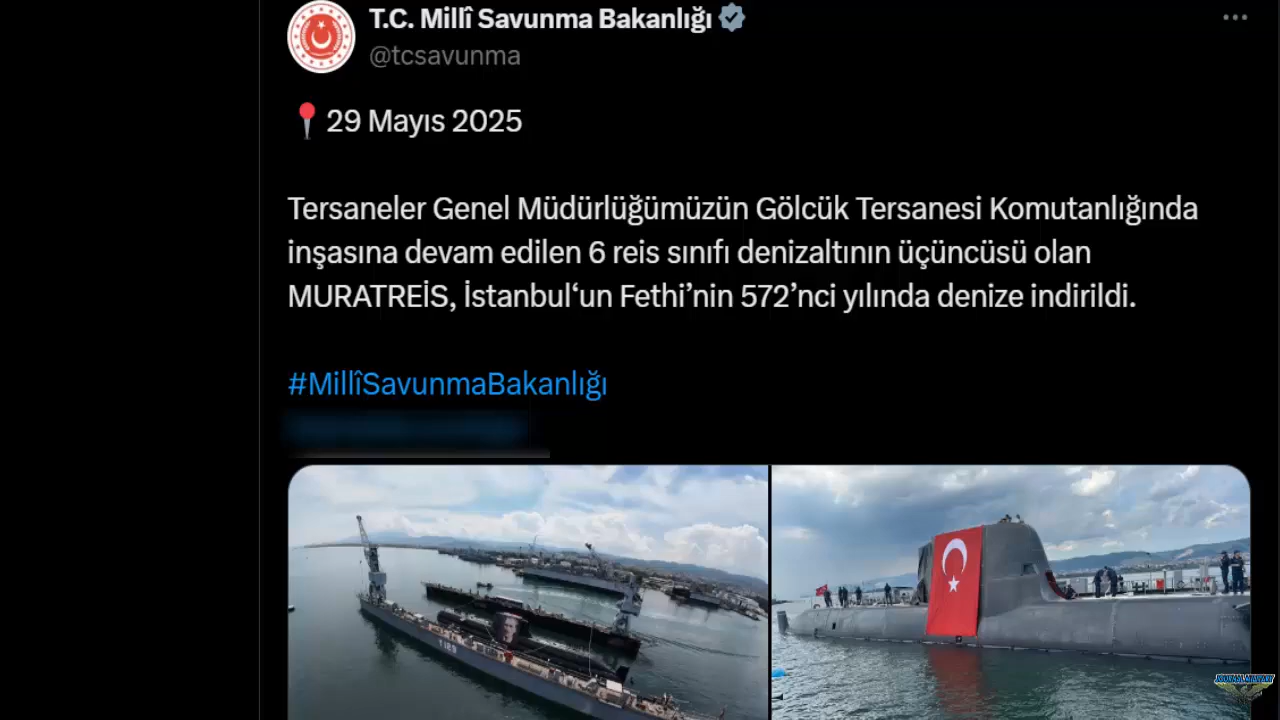 T.C. Millî Savunma Bakanlığı
@tcsavunma
📍29 Mayıs 2025
Tersaneler Genel Müdürlüğümüzün Gölcük Tersanesi Komutanlığında
inşasına devam edilen 6 reis sınıfı denizaltının üçüncüsü olan
MURATREİS, İstanbul‘un Fethi’nin 572’nci yılında denize indirildi.
#MillîSavunmaBakanlığı